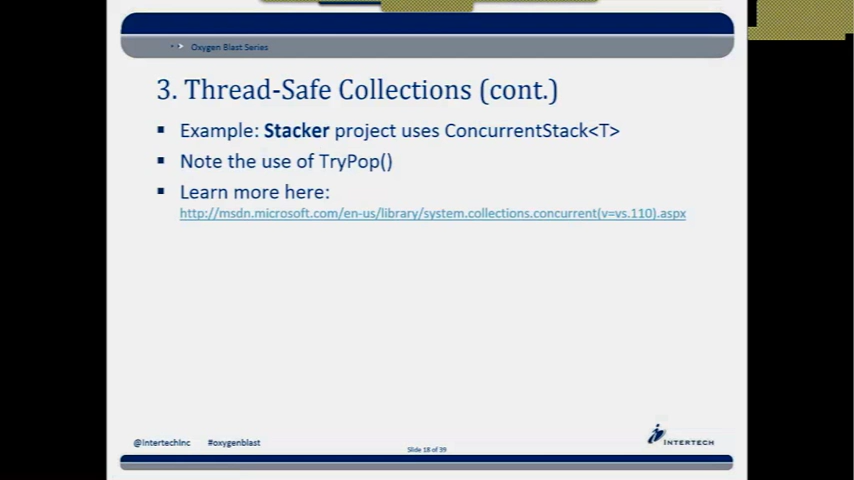 Oxygen Blast Series
3. Thread-Safe Collections (cont.)
Example: Stacker project uses ConcurrentStack<T>
Note the use of TryPop()
Learn more here:
http://msdn.microsoft.com/en-us/library/system.collections.concurrent(v=vs.110).aspx
@IntertechInc #oxygenblast
Slide 18 of 39
INTERTECH